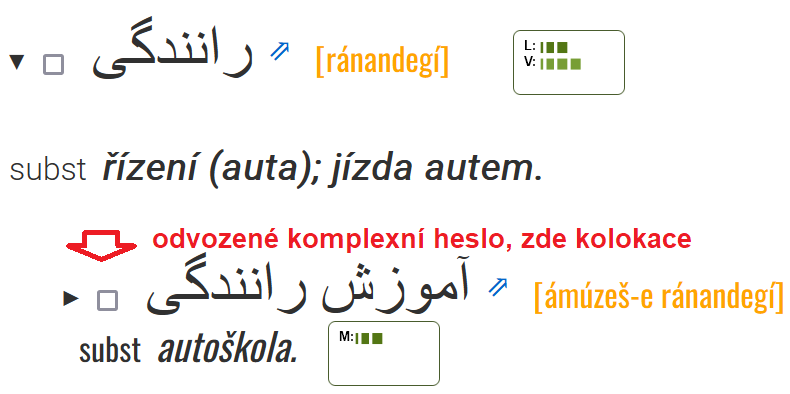 رانندگی ⇗ [ránandegí] L:
V:
subst řízení (auta); jízda autem.
odvozené komplexní heslo, zde kolokace
آموزش رانندگی ⇗ [ámúzeš-e ránandegí]
subst autoškola. M: